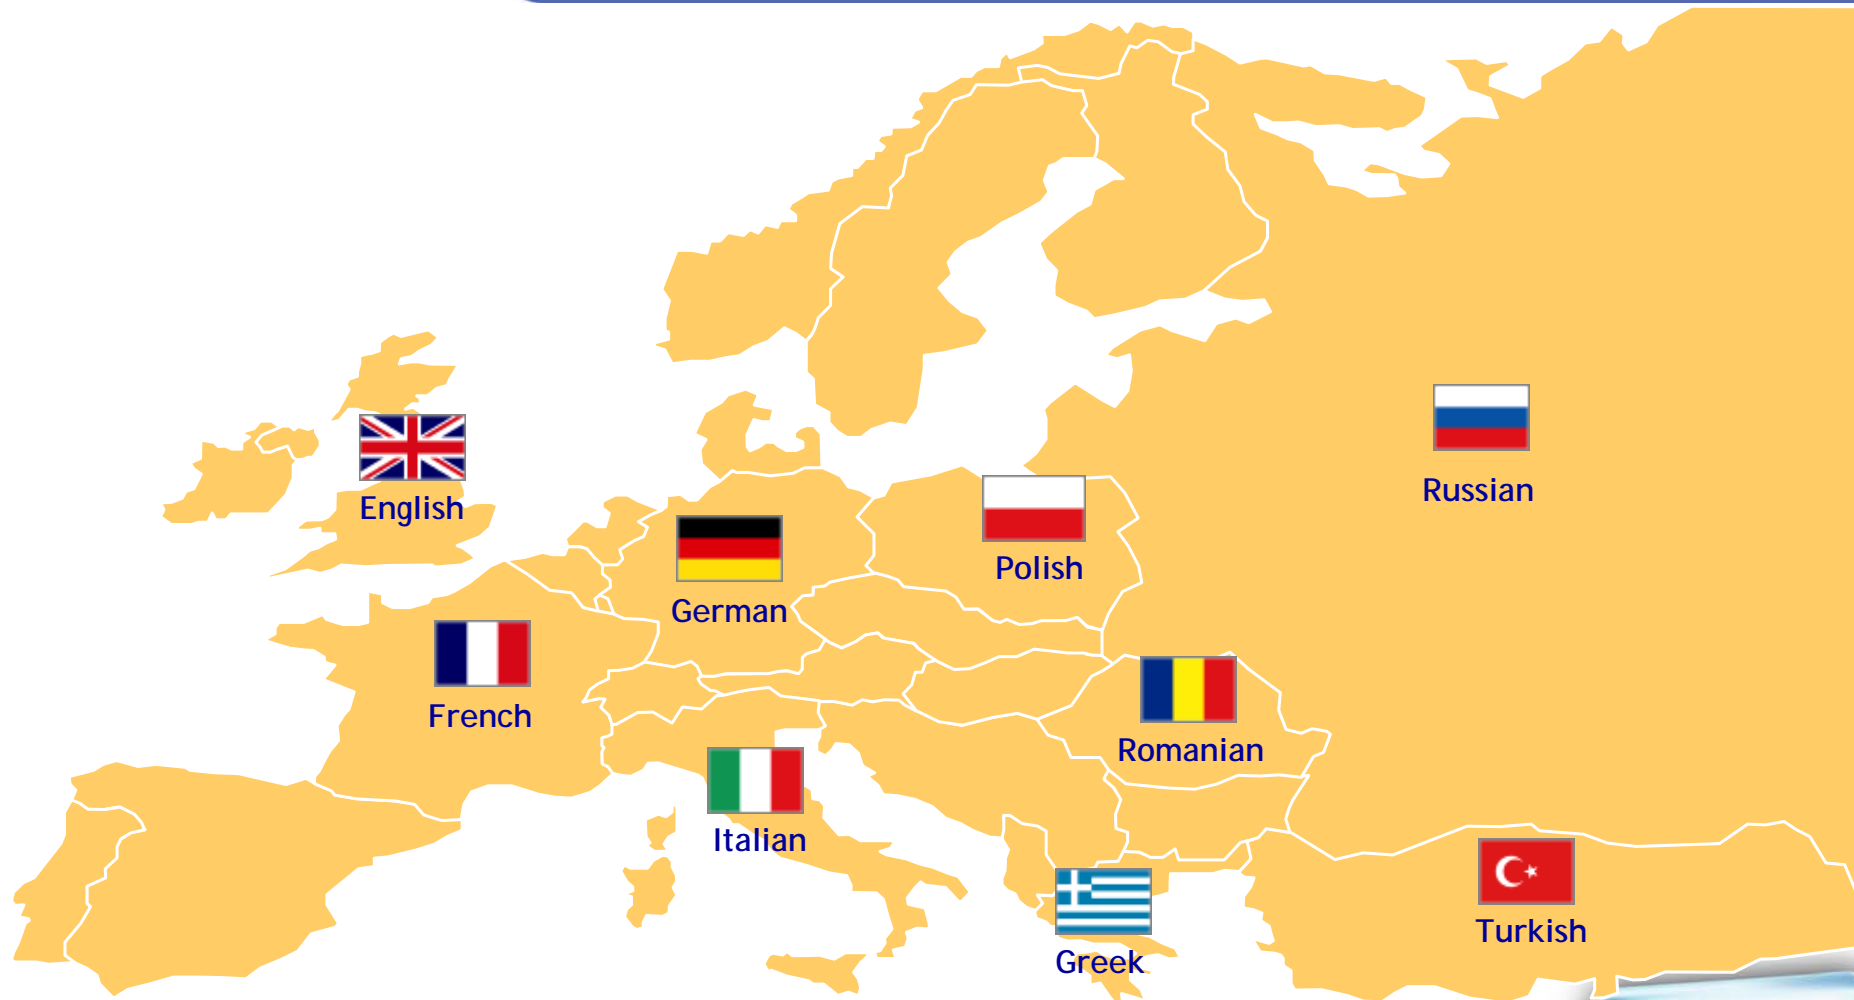 English
Russian
Polish
German
French
Romanian
Italian
Turkish
Greek